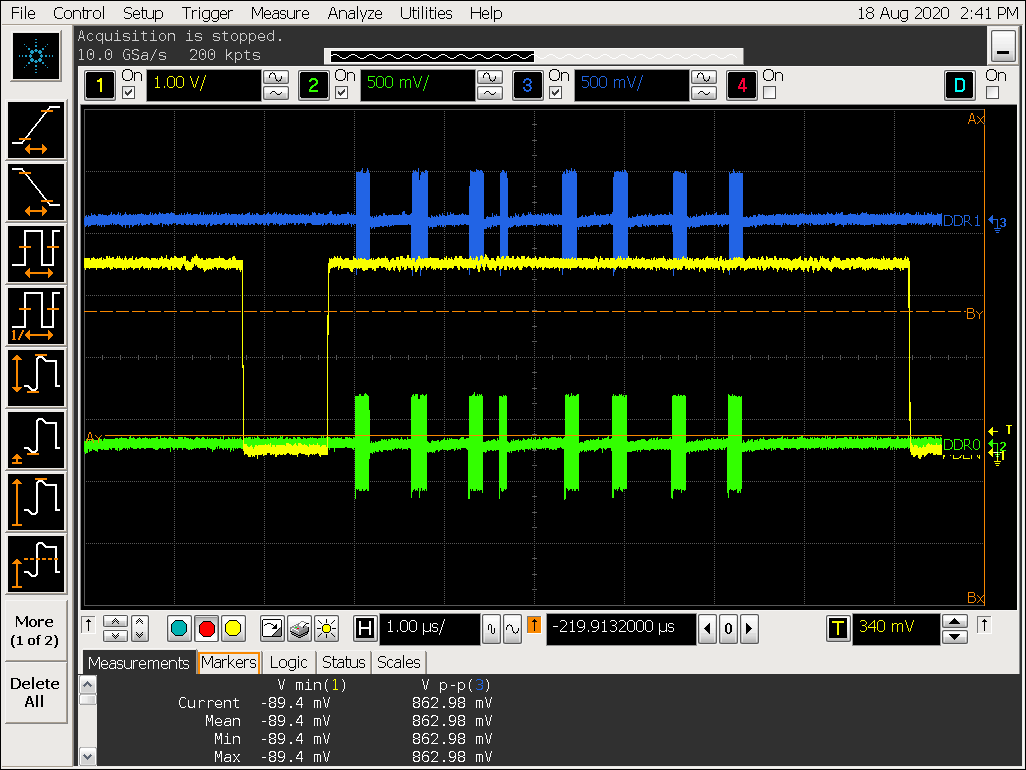 File Control Setup Trigger Measure Analyze Utilities Help 18 Aug 2020 2:41 PM
Acquisition is stopped.
10.0 GSa/s 200 kpts
1 On 1.00 V/ 2 On 500 mV/ 3 On 500 mV/ 4 On D On
Ax
DDR1 3
By
Ay
T
DDR0 2
Bx
H 1.00 µs/ T -219.9132000 µs 0 T 340 mV
More
(1 of 2)
Delete
All
Measurements Markers Logic Status Scales
V min(1) V p-p(3)
Current -89.4 mV 862.98 mV
Mean -89.4 mV 862.98 mV
Min -89.4 mV 862.98 mV
Max -89.4 mV 862.98 mV